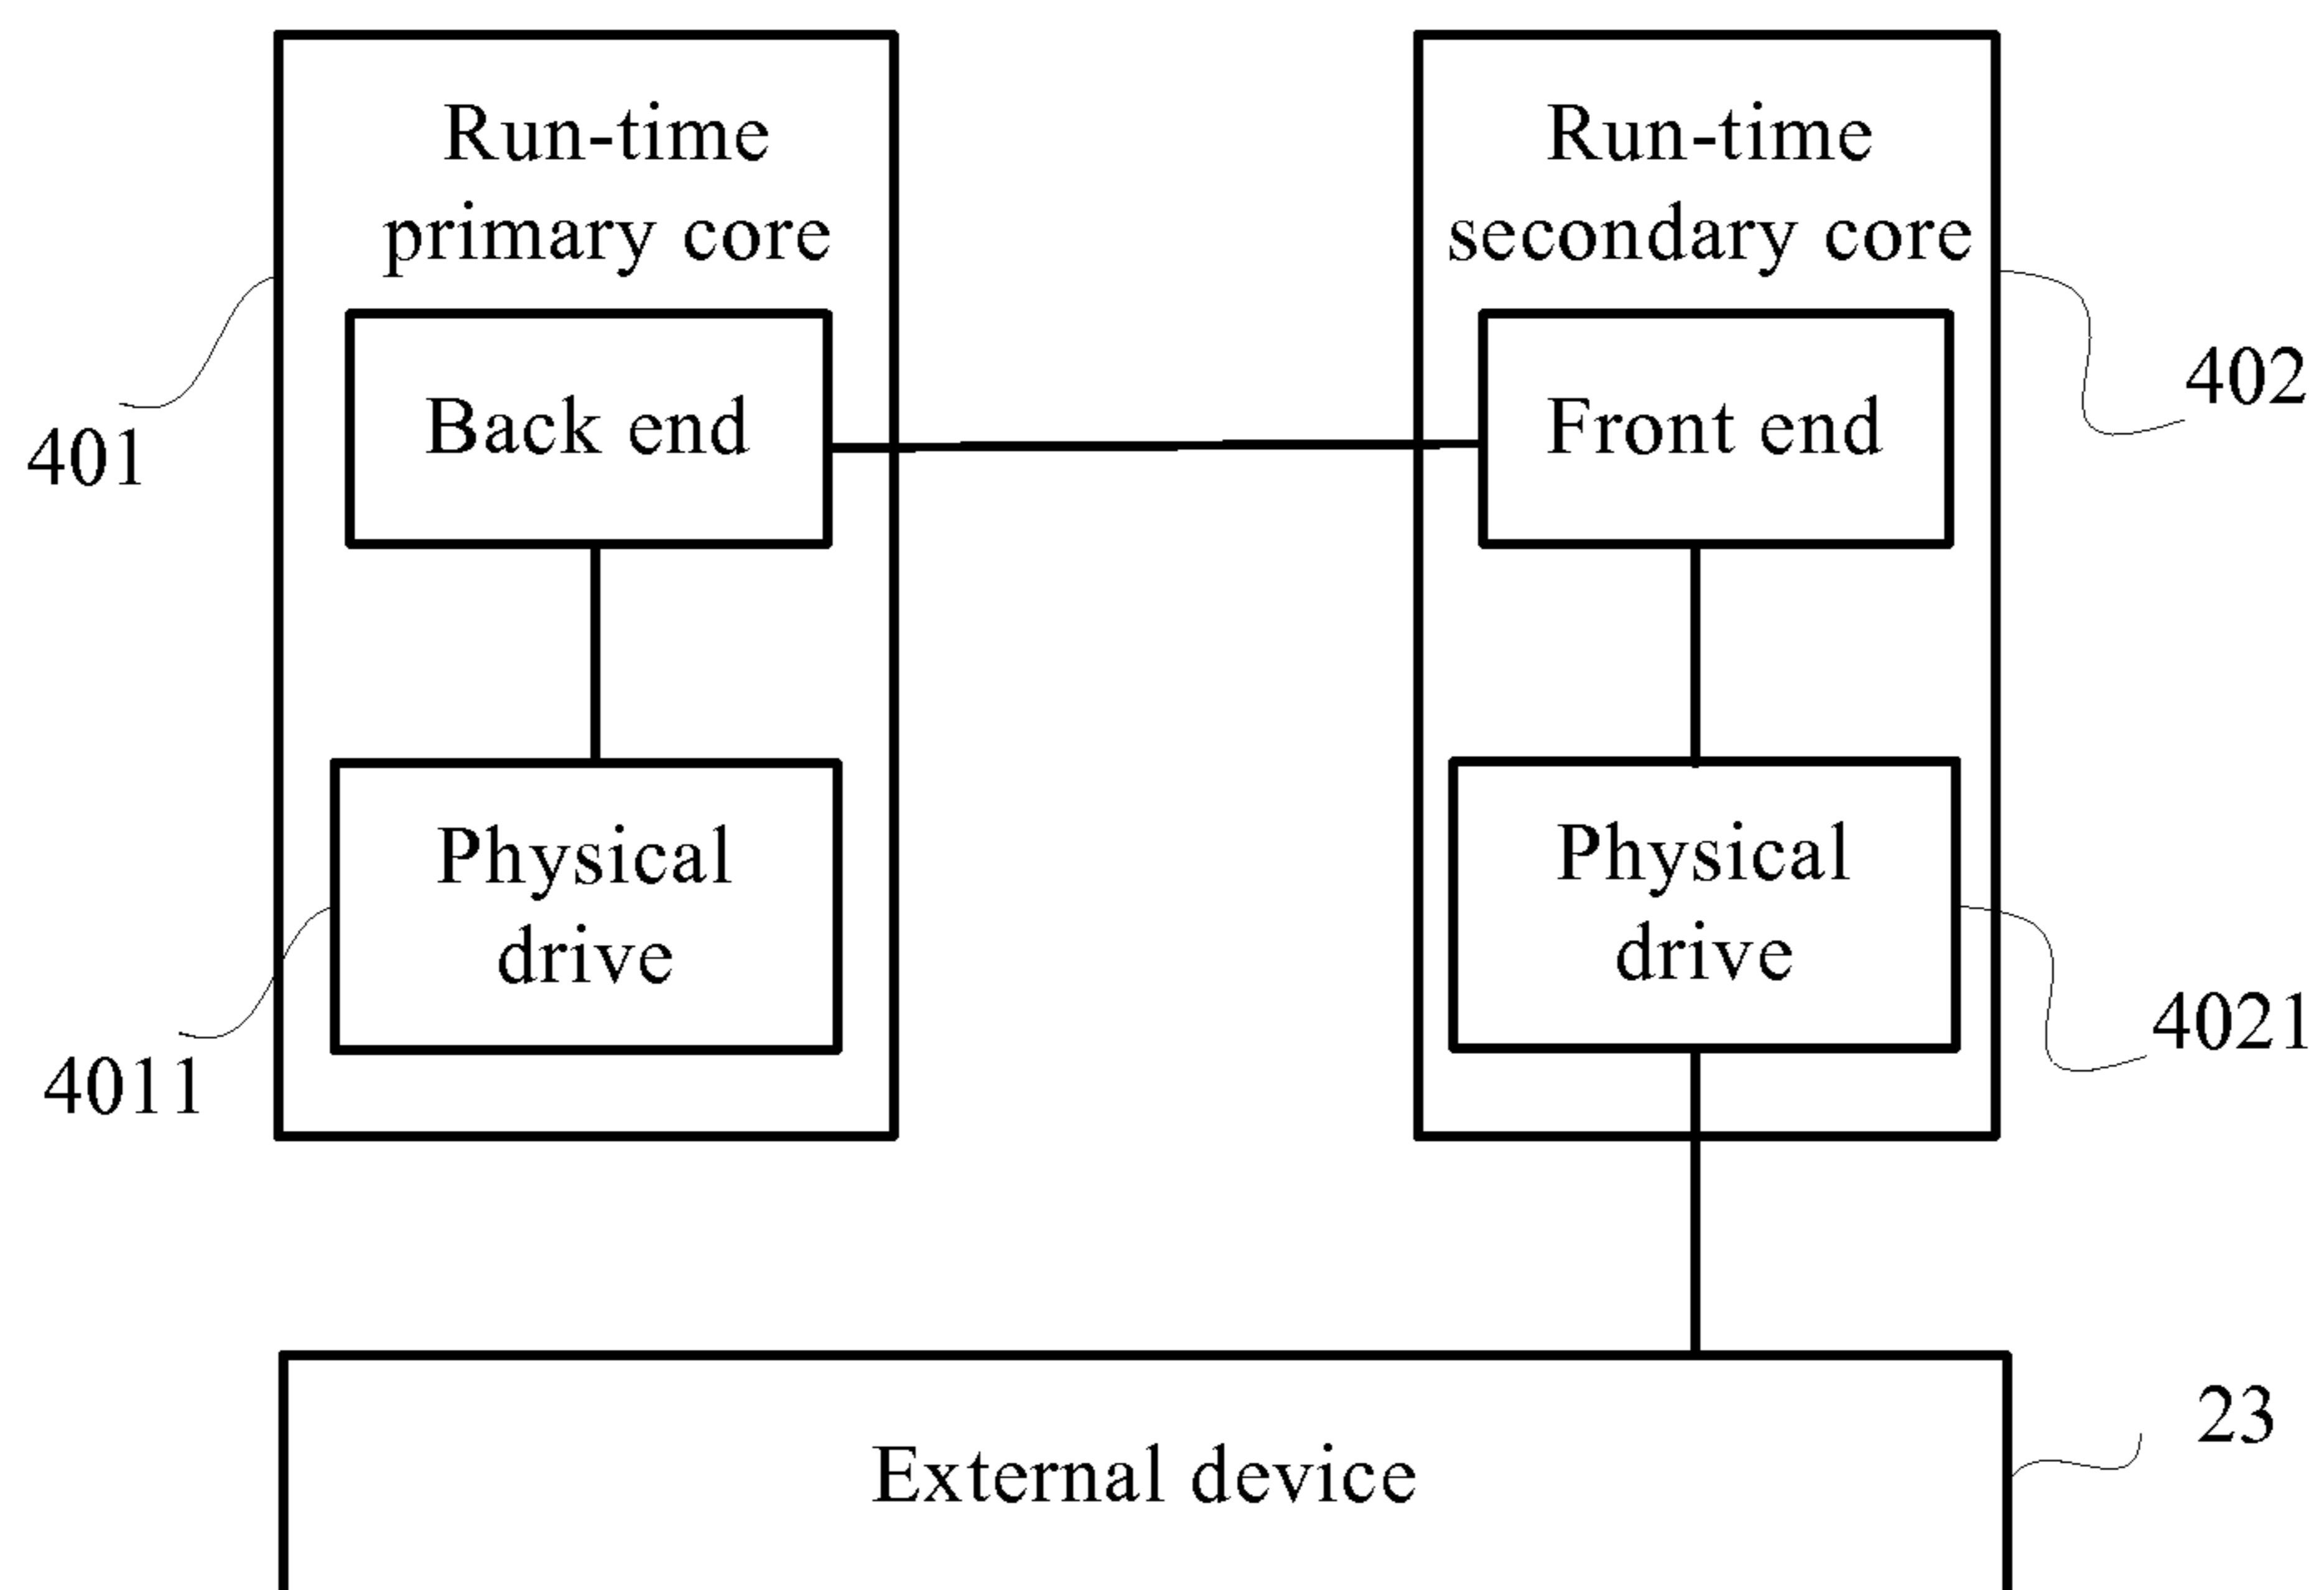 Run-time
primary core
Run-time
secondary core
402
Back end
Front end
401
Physical
drive
Physical
drive
4011
4021
23
External device